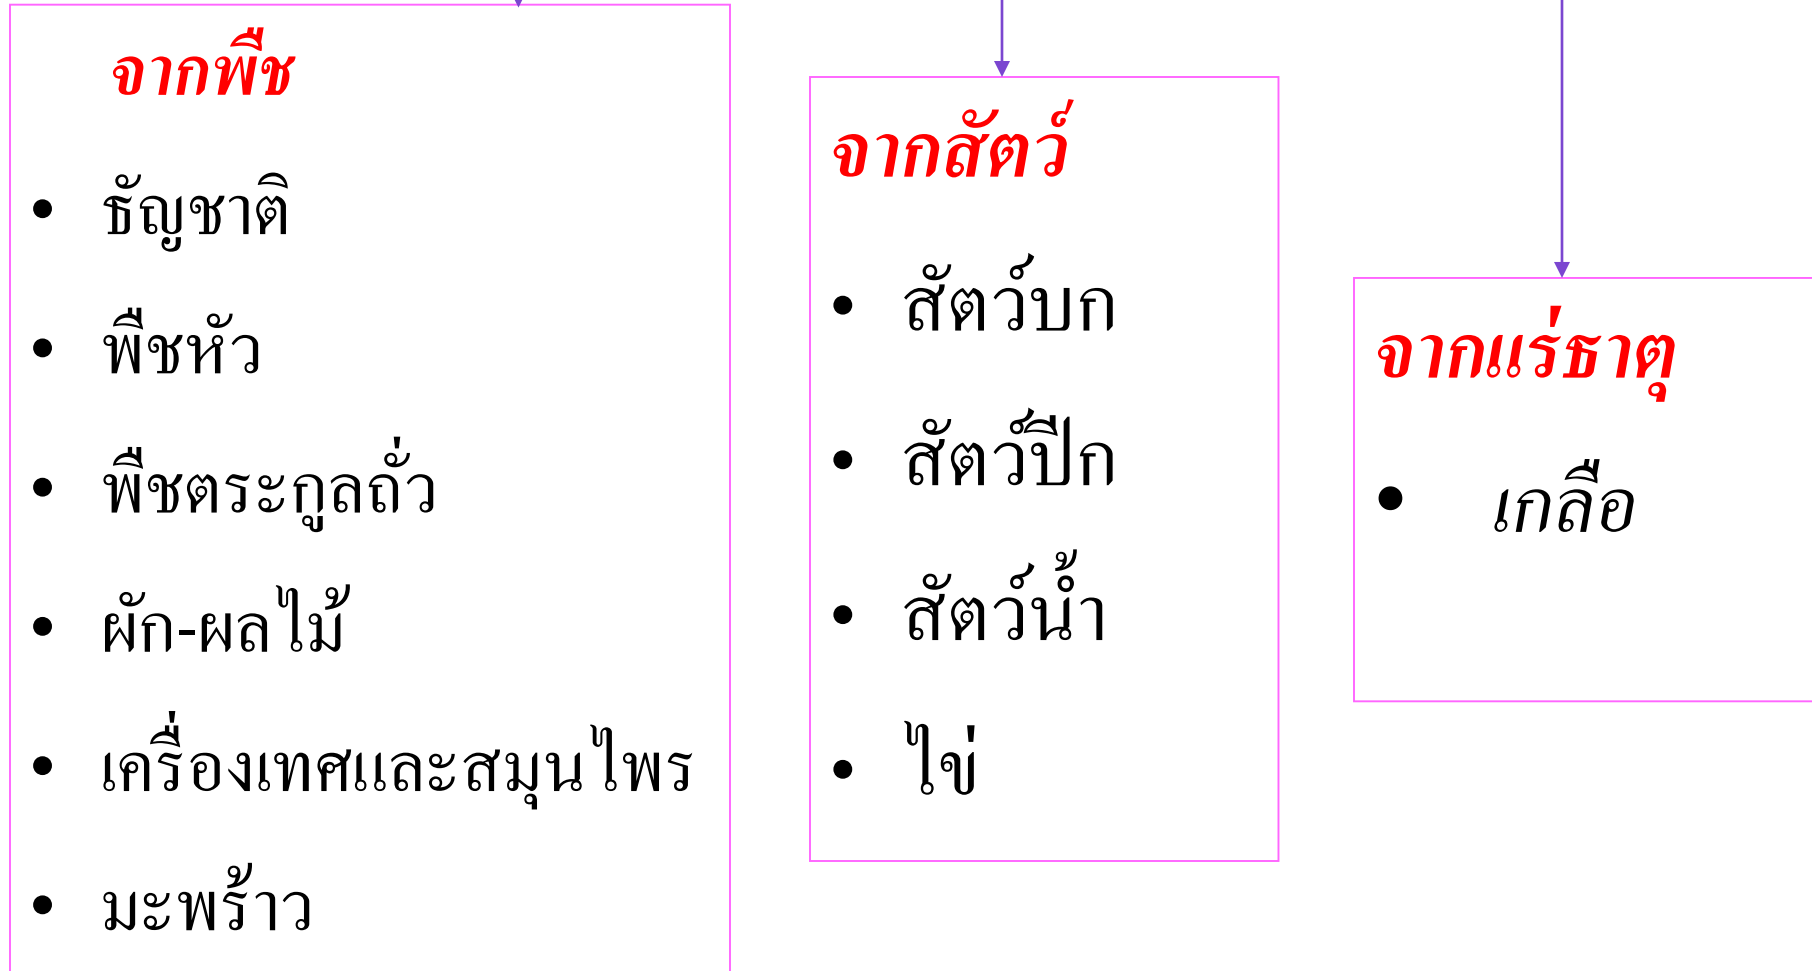 จากพืช
• ธัญชาติ
• พืชหัว
• พืชตระกูลถั่ว
• ผัก-ผลไม้
• เครื่องเทศและสมุนไพร
• มะพร้าว
จากสัตว์
• สัตว์บก
• สัตว์ปีก
• สัตว์น้ำ
• ไข่
จากแร่ธาตุ
• เกลือ